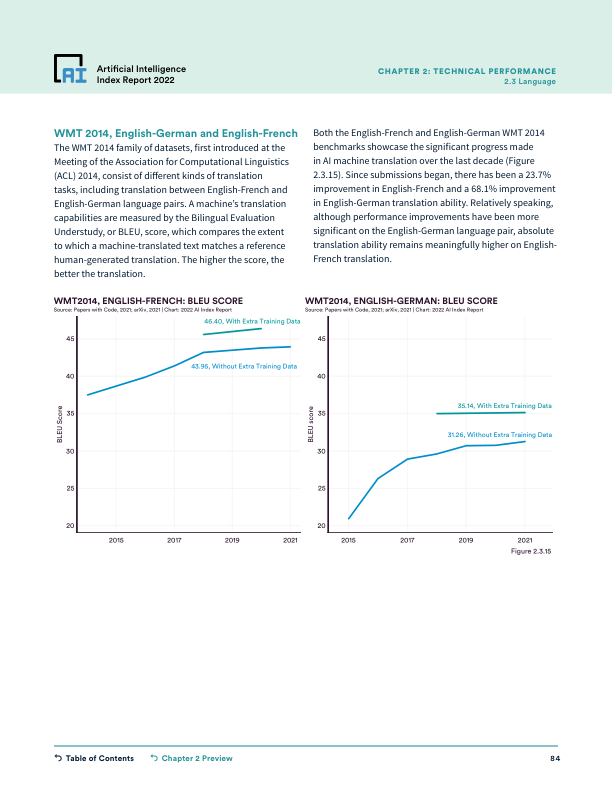 AI
Artificial Intelligence
Index Report 2022
CHAPTER 2: TECHNICAL PERFORMANCE
2.3 Language
WMT 2014, English-German and English-French
The WMT 2014 family of datasets, first introduced at the
Meeting of the Association for Computational Linguistics
(ACL) 2014, consist of different kinds of translation
tasks, including translation between English-French and
English-German language pairs. A machine’s translation
capabilities are measured by the Bilingual Evaluation
Understudy, or BLEU, score, which compares the extent
to which a machine-translated text matches a reference
human-generated translation. The higher the score, the
better the translation.
Both the English-French and English-German WMT 2014
benchmarks showcase the significant progress made
in AI machine translation over the last decade (Figure
2.3.15). Since submissions began, there has been a 23.7%
improvement in English-French and a 68.1% improvement
in English-German translation ability. Relatively speaking,
although performance improvements have been more
significant on the English-German language pair, absolute
translation ability remains meaningfully higher on English-
French translation.
WMT2014, ENGLISH-FRENCH: BLEU SCORE
Source: Papers with Code, 2021; arXiv, 2021 | Chart: 2022 AI Index Report
46.40, With Extra Training Data
43.95, Without Extra Training Data
BLEU Score
45
40
35
30
25
20
2015
2017
2019
2021
WMT2014, ENGLISH-GERMAN: BLEU SCORE
Source: Papers with Code, 2021; arXiv, 2021 | Chart: 2022 AI Index Report
35.14, With Extra Training Data
31.26, Without Extra Training Data
BLEU score
45
40
35
30
25
20
2015
2017
2019
2021
Figure 2.3.15
Table of Contents
Chapter 2 Preview
84